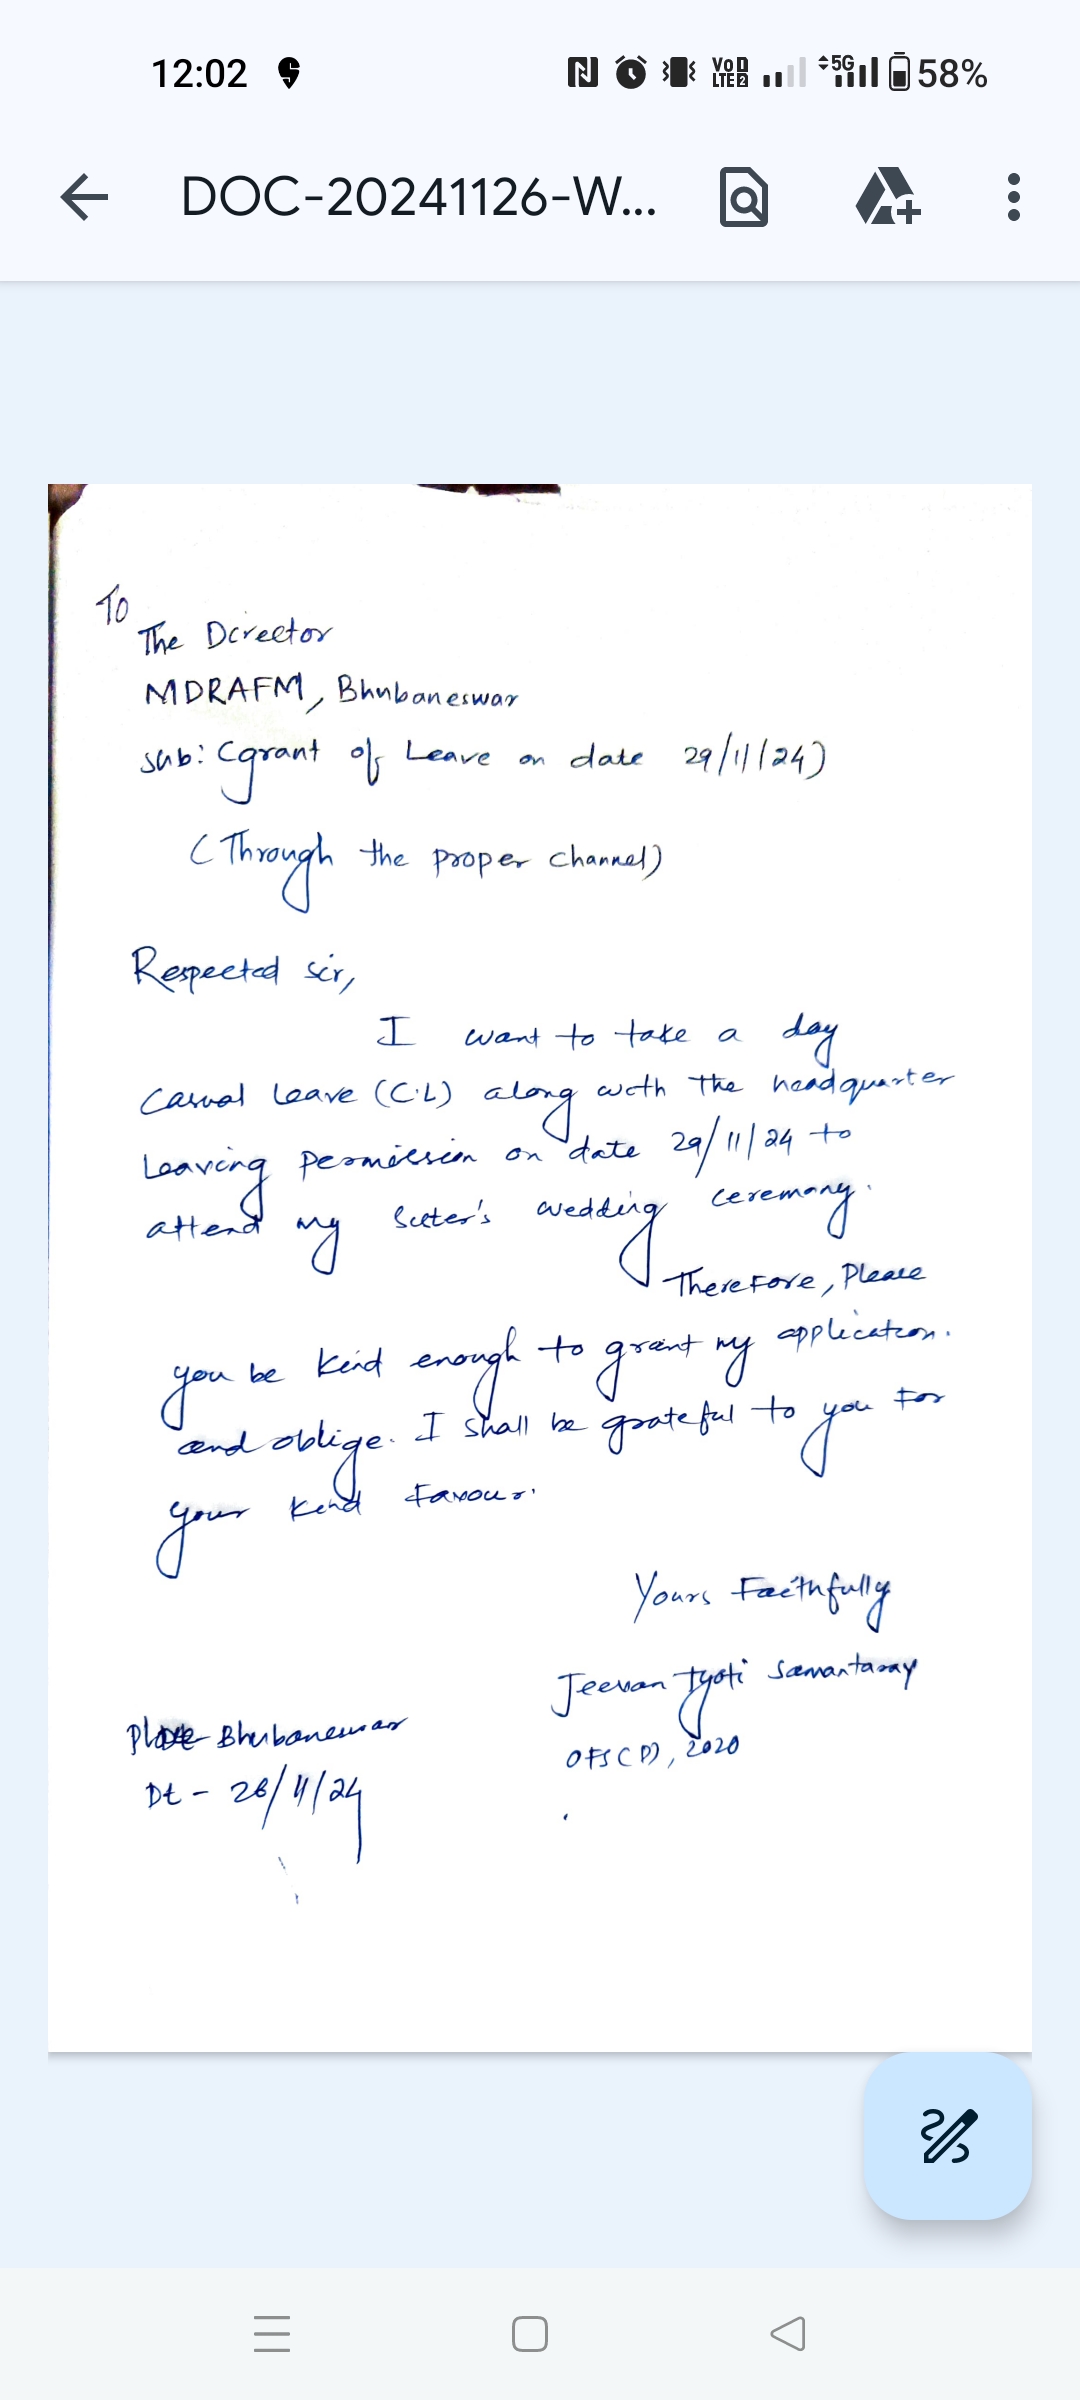 12:02 VoD LTE2 5G 58%
DOC-20241126-W...
To
The Director
MDRAFM, Bhubaneswar
Sub: (grant of Leave on date 29/11/24)
(Through the proper channel)
Respected Sir,
I want to take a day
Casual Leave (C.L) along with the headquarter
Leaving permission on date 29/11/24 to
attend my Sister's wedding ceremony.
Therefore, Please
you be kind enough to grant my application.
and oblige. I shall be grateful to you for
your kind favour.
Yours Faithfully
Jeevan Jyoti Samantaray
OFS(P), 2020
Place Bhubaneswar
Dt - 26/11/24